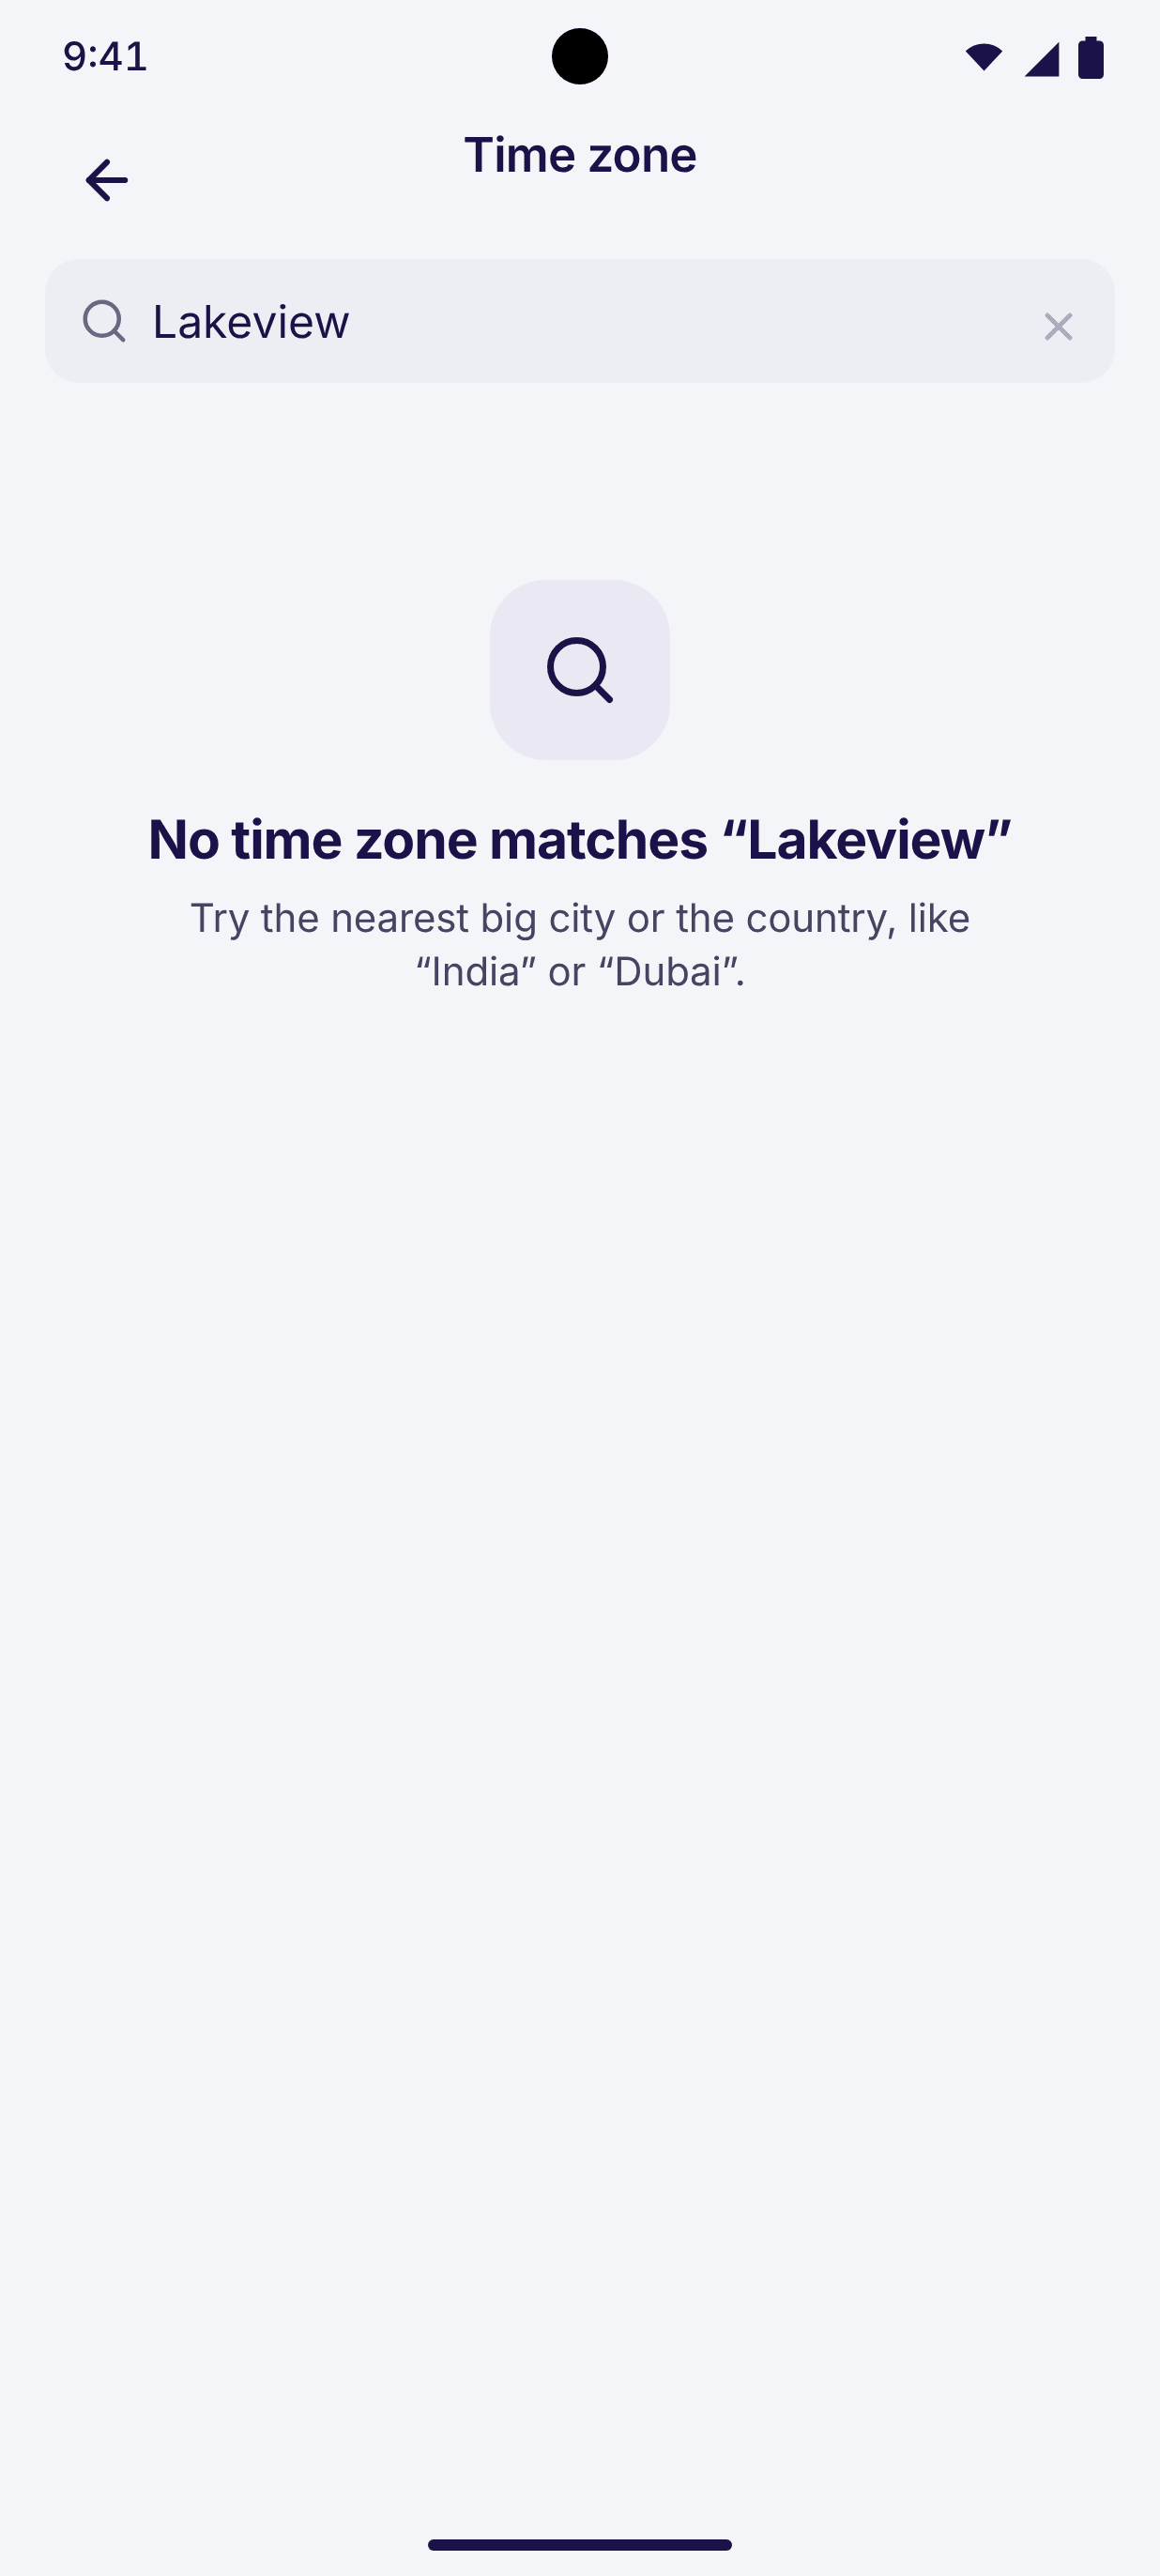 9:41
Time zone
Lakeview
No time zone matches “Lakeview”
Try the nearest big city or the country, like
“India” or “Dubai”.